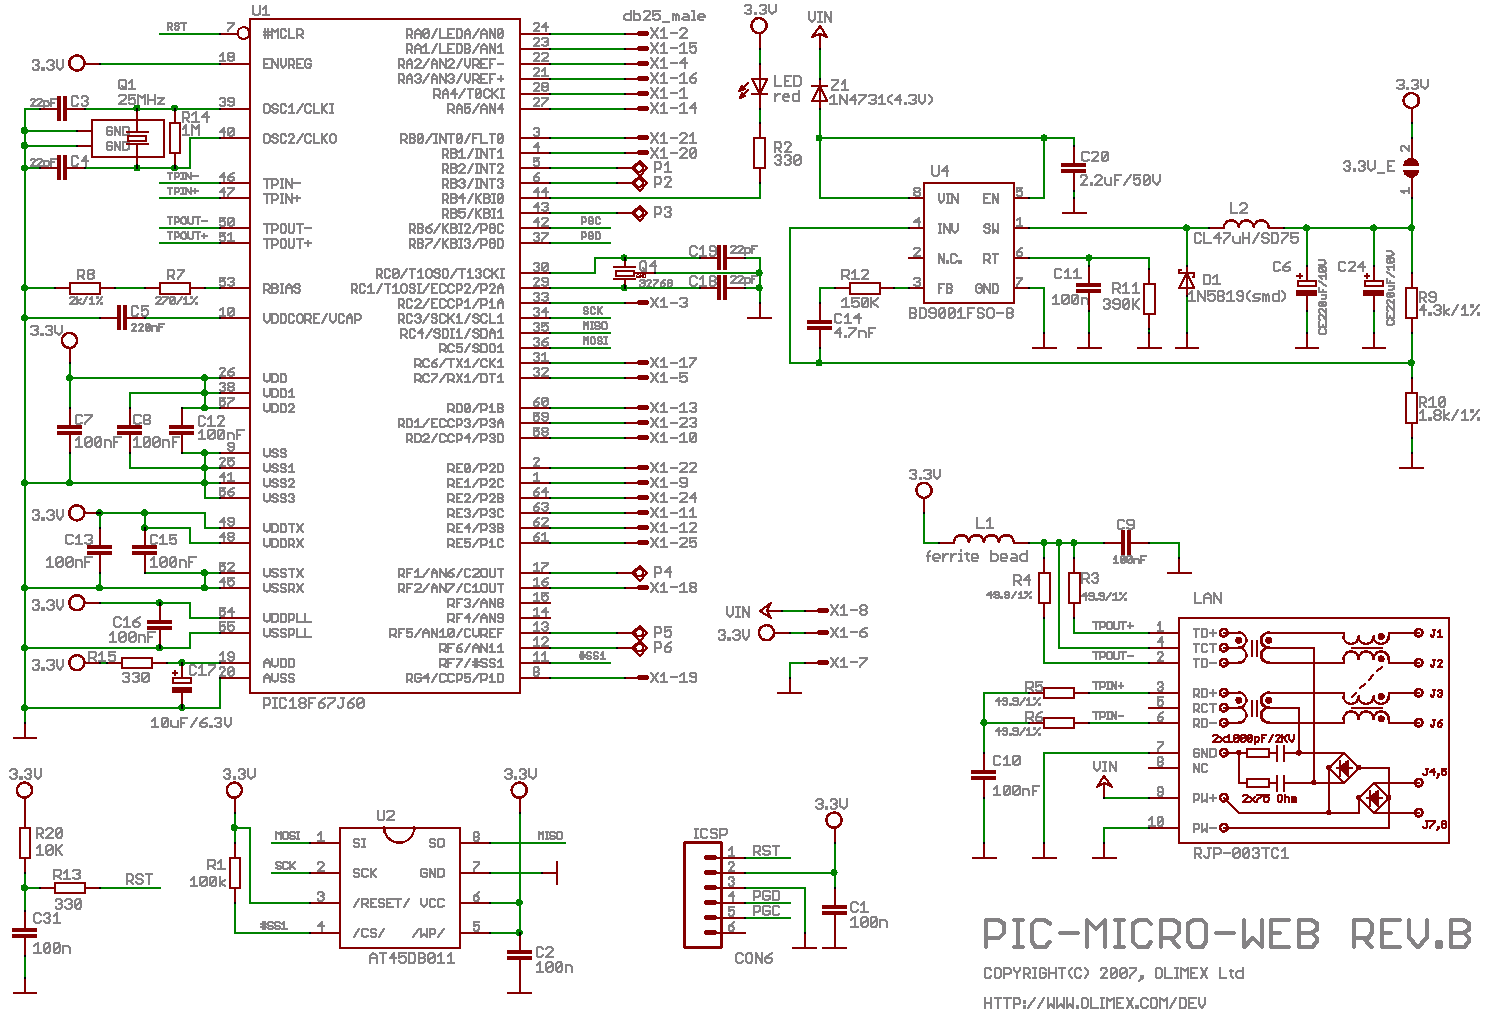 U1
#MCLR
ENVREG
OSC1/CLKI
OSC2/CLKO
TPIN-
TPIN+
TPOUT-
TPOUT+
RBIAS
VDDCORE/VCAP
VDD
VDD1
VDD2
VSS
VSS1
VSS2
VSS3
VDDTX
VDDRX
VSSTX
VSSRX
VDDPLL
VSSPLL
AVDD
AVSS
RA0/LEDA/AN0
RA1/LEDB/AN1
RA2/AN2/VREF-
RA3/AN3/VREF+
RA4/T0CKI
RA5/AN4
RB0/INT0/FLT0
RB1/INT1
RB2/INT2
RB3/INT3
RB4/KBI0
RB5/KBI1
RB6/KBI2/PGC
RB7/KBI3/PGD
RC0/T1OSO/T13CKI
RC1/T1OSI/ECCP2/P2A
RC2/ECCP1/P1A
RC3/SCK1/SCL1
RC4/SDI1/SDA1
RC5/SDO1
RC6/TX1/CK1
RC7/RX1/DT1
RD0/P1B
RD1/ECCP3/P3A
RD2/CCP4/P3D
RE0/P2D
RE1/P2C
RE2/P2B
RE3/P3C
RE4/P3B
RE5/P1C
RF1/AN6/C2OUT
RF2/AN7/C1OUT
RF3/AN8
RF4/AN9
RF5/AN10/CVREF
RF6/AN11
RF7/#SS1
RG4/CCP5/P1D
PIC18F67J60
7
18
39
40
46
47
50
51
53
10
26
38
57
9
25
41
56
49
48
52
45
54
55
19
20
24
23
22
21
28
27
3
4
5
6
44
43
42
37
30
29
33
34
35
36
31
32
60
59
58
2
1
64
63
62
61
17
16
15
14
13
12
11
8
RST
3.3V
Q1
25MHz
22pF C3
GND
GND
R14
1M
22pF C4
TPIN-
TPIN+
TPOUT-
TPOUT+
R8
2k/1%
R7
270/1%
C5
220nF
3.3V
C7
100nF
C8
100nF
C12
100nF
3.3V
C13
100nF
C15
100nF
3.3V
C16
100nF
3.3V
R15
330
C17
10uF/6.3V
db25_male
X1-2
X1-15
X1-4
X1-16
X1-1
X1-14
X1-21
X1-20
P1
P2
P3
PGC
PGD
Q4
32768
C19 22pF
C18 22pF
X1-3
SCK
MISO
MOSI
X1-17
X1-5
X1-13
X1-23
X1-10
X1-22
X1-9
X1-24
X1-11
X1-12
X1-25
P4
X1-18
P5
P6
#SS1
X1-19
3.3V
LED
red
R2
330
VIN
Z1
1N4731(4.3V)
C20
2.2uF/50V
U4
8 VIN EN 5
4 INV SW 1
2 N.C. RT 6
3 FB GND 7
BD9001FSO-8
R12
150K
C14
4.7nF
C11
100n
R11
390K
D1
1N5819(smd)
L2
CL47uH/SD75
C6
CE220uF/10V
C24
CE220uF/10V
3.3V
2
3.3V_E
1
R9
4.3k/1%
R10
1.8k/1%
3.3V
L1
ferrite bead
C9
100nF
R4
49.9/1%
R3
49.9/1%
VIN X1-8
3.3V X1-6
X1-7
LAN
TPOUT+ 1 TD+
4 TCT
TPOUT- 2 TD-
R5
49.9/1%
TPIN+ 3 RD+
5 RCT
R6
49.9/1%
TPIN- 6 RD-
7 GND
8 NC
9 PW+
10 PW-
C10
100nF
VIN
J1
J2
J3
J6
J4,5
J7,8
2x1000pF/2KV
2x75 Ohm
RJP-003TC1
3.3V
R20
10K
R13
330
RST
C31
100n
3.3V
R1
100k
U2
MOSI 1 SI SO 8 MISO
SCK 2 SCK GND 7
3 /RESET/ VCC 6
#SS1 4 /CS/ /WP/ 5
AT45DB011
3.3V
C2
100n
ICSP
1 RST
2
3
4 PGD
5 PGC
6
CON6
3.3V
C1
100n
PIC-MICRO-WEB REV.B
COPYRIGHT(C) 2007, OLIMEX Ltd
HTTP://WWW.OLIMEX.COM/DEV